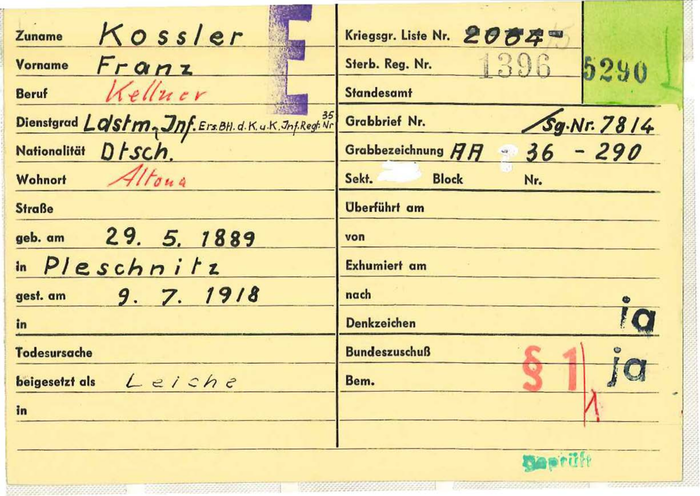 E
Zuname Kossler
Vorname Franz
Beruf Kellner
Dienstgrad Ldstm. Inf. Ers. Btl. d. K. u. K. Inf. Regt. Nr 35
Nationalität Dtsch.
Wohnort Altona
Straße
geb. am 29. 5. 1889
in Pleschnitz
gest. am 9. 7. 1918
in
Todesursache
beigesetzt als Leiche
in
Kriegsgr. Liste Nr.
Sterb. Reg. Nr. 1396 5290
Standesamt
Grabbrief Nr. /Sg.Nr. 7814
Grabbezeichnung AA - 36 - 290
Sekt. Block Nr.
Überführt am
von
Exhumiert am
nach
Denkzeichen ja
Bundeszuschuß § 1 ja
Bem. /1
geprüft